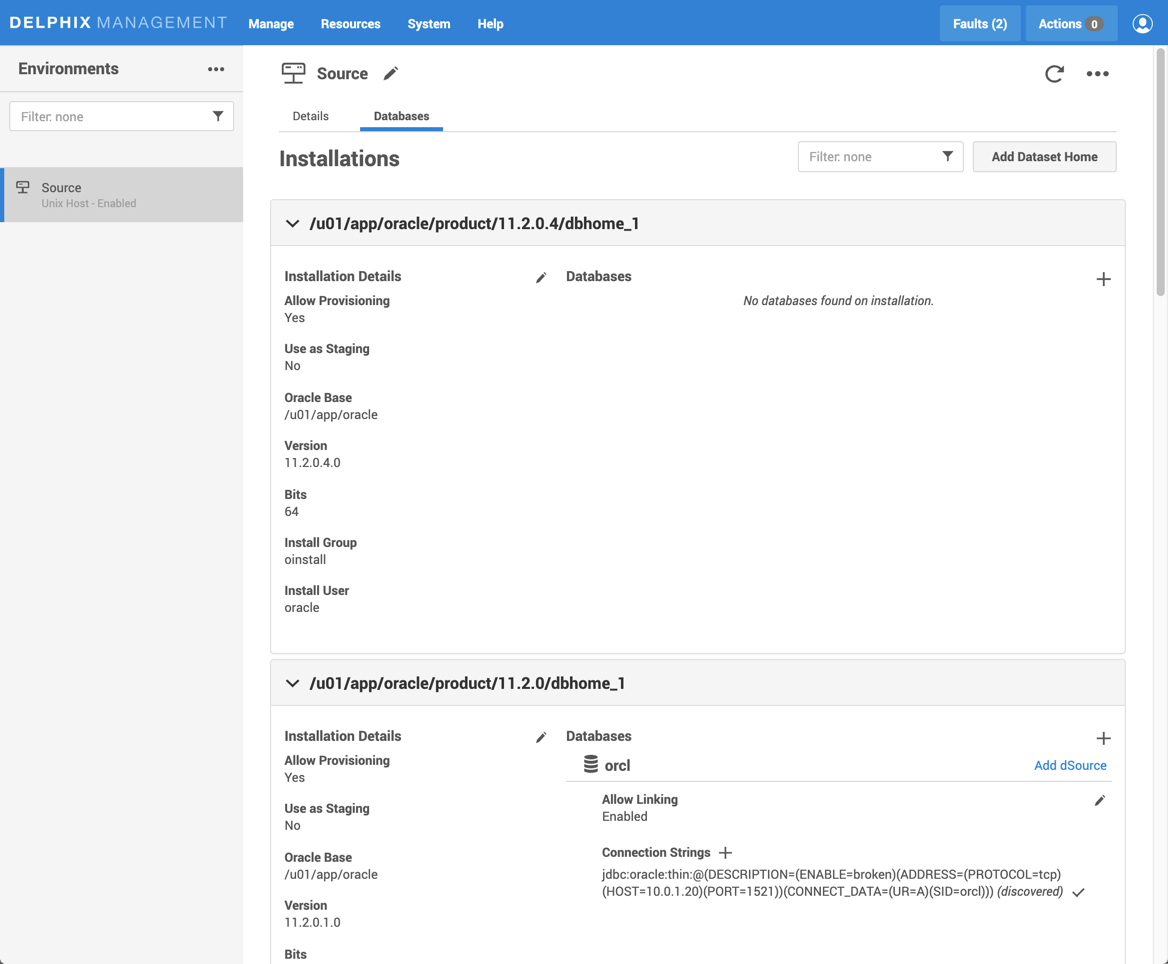 DELPHIX MANAGEMENT Manage Resources System Help Faults (2) Actions 0
Environments
Filter: none
Source
Unix Host - Enabled
Source
Details Databases
Installations
Filter: none
Add Dataset Home
/u01/app/oracle/product/11.2.0.4/dbhome_1
Installation Details
Allow Provisioning
Yes
Use as Staging
No
Oracle Base
/u01/app/oracle
Version
11.2.0.4.0
Bits
64
Install Group
oinstall
Install User
oracle
Databases
No databases found on installation.
/u01/app/oracle/product/11.2.0/dbhome_1
Installation Details
Allow Provisioning
Yes
Use as Staging
No
Oracle Base
/u01/app/oracle
Version
11.2.0.1.0
Bits
Databases
orcl
Add dSource
Allow Linking
Enabled
Connection Strings
jdbc:oracle:thin:@(DESCRIPTION=(ENABLE=broken)(ADDRESS=(PROTOCOL=tcp)
(HOST=10.0.1.20)(PORT=1521))(CONNECT_DATA=(UR=A)(SID=orcl))) (discovered)